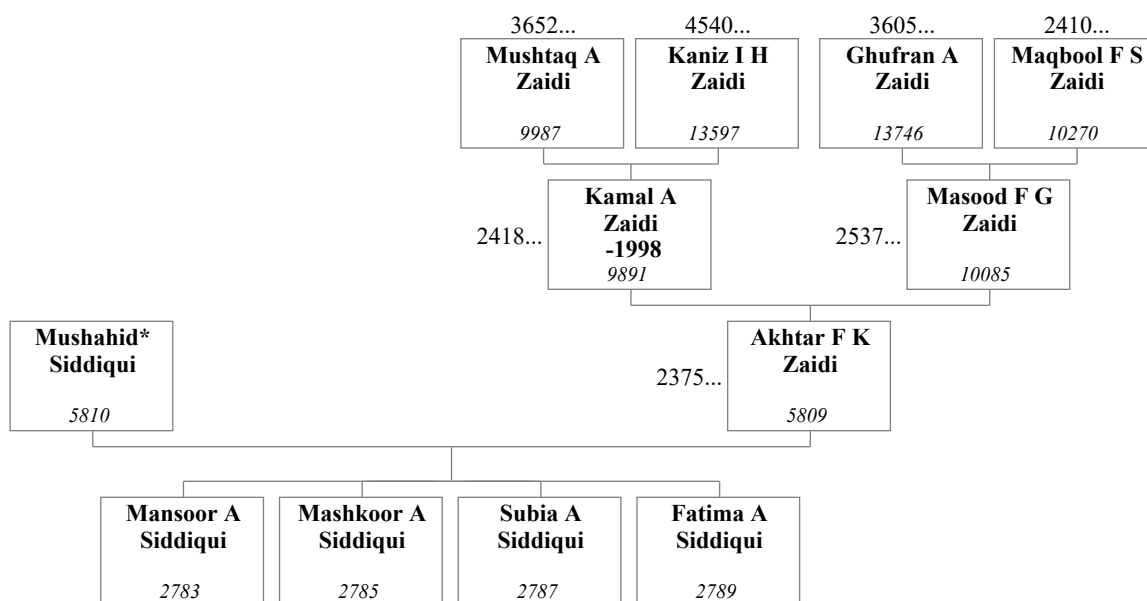 3652...
4540...
3605...
2410...
Mushtaq A
Zaidi
9987
Kaniz I H
Zaidi
13597
Ghufran A
Zaidi
13746
Maqbool F S
Zaidi
10270
2418...
Kamal A
Zaidi
-1998
9891
2537...
Masood F G
Zaidi
10085
Mushahid*
Siddiqui
5810
2375...
Akhtar F K
Zaidi
5809
Mansoor A
Siddiqui
2783
Mashkoor A
Siddiqui
2785
Subia A
Siddiqui
2787
Fatima A
Siddiqui
2789